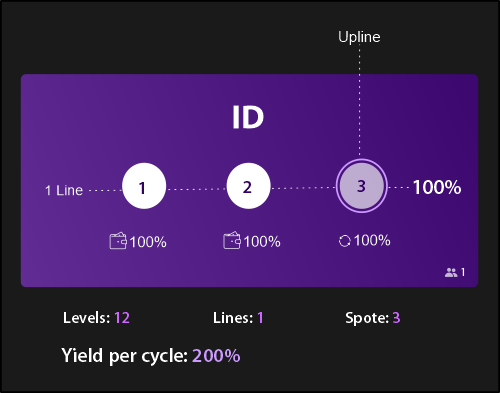 Upline
ID
1 Line 1 2 3 100%
100% 100% 100%
1
Levels: 12 Lines: 1 Spote: 3
Yield per cycle: 200%